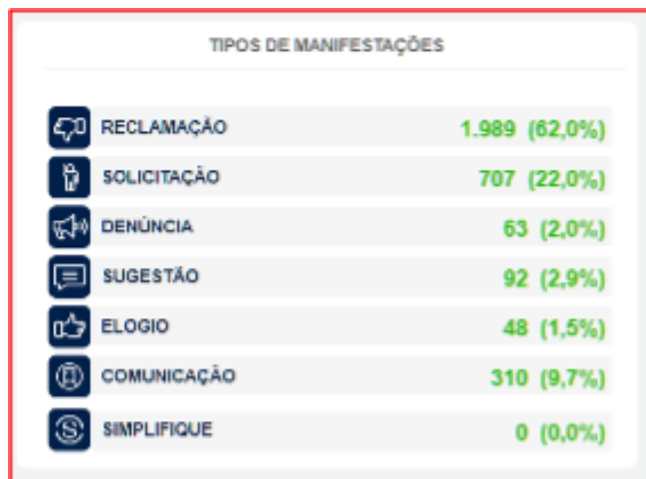 TIPOS DE MANIFESTAÇÕES
RECLAMAÇÃO 1.989 (62,0%)
SOLICITAÇÃO 707 (22,0%)
DENÚNCIA 63 (2,0%)
SUGESTÃO 92 (2,9%)
ELOGIO 48 (1,5%)
COMUNICAÇÃO 310 (9,7%)
SIMPLIFIQUE 0 (0,0%)